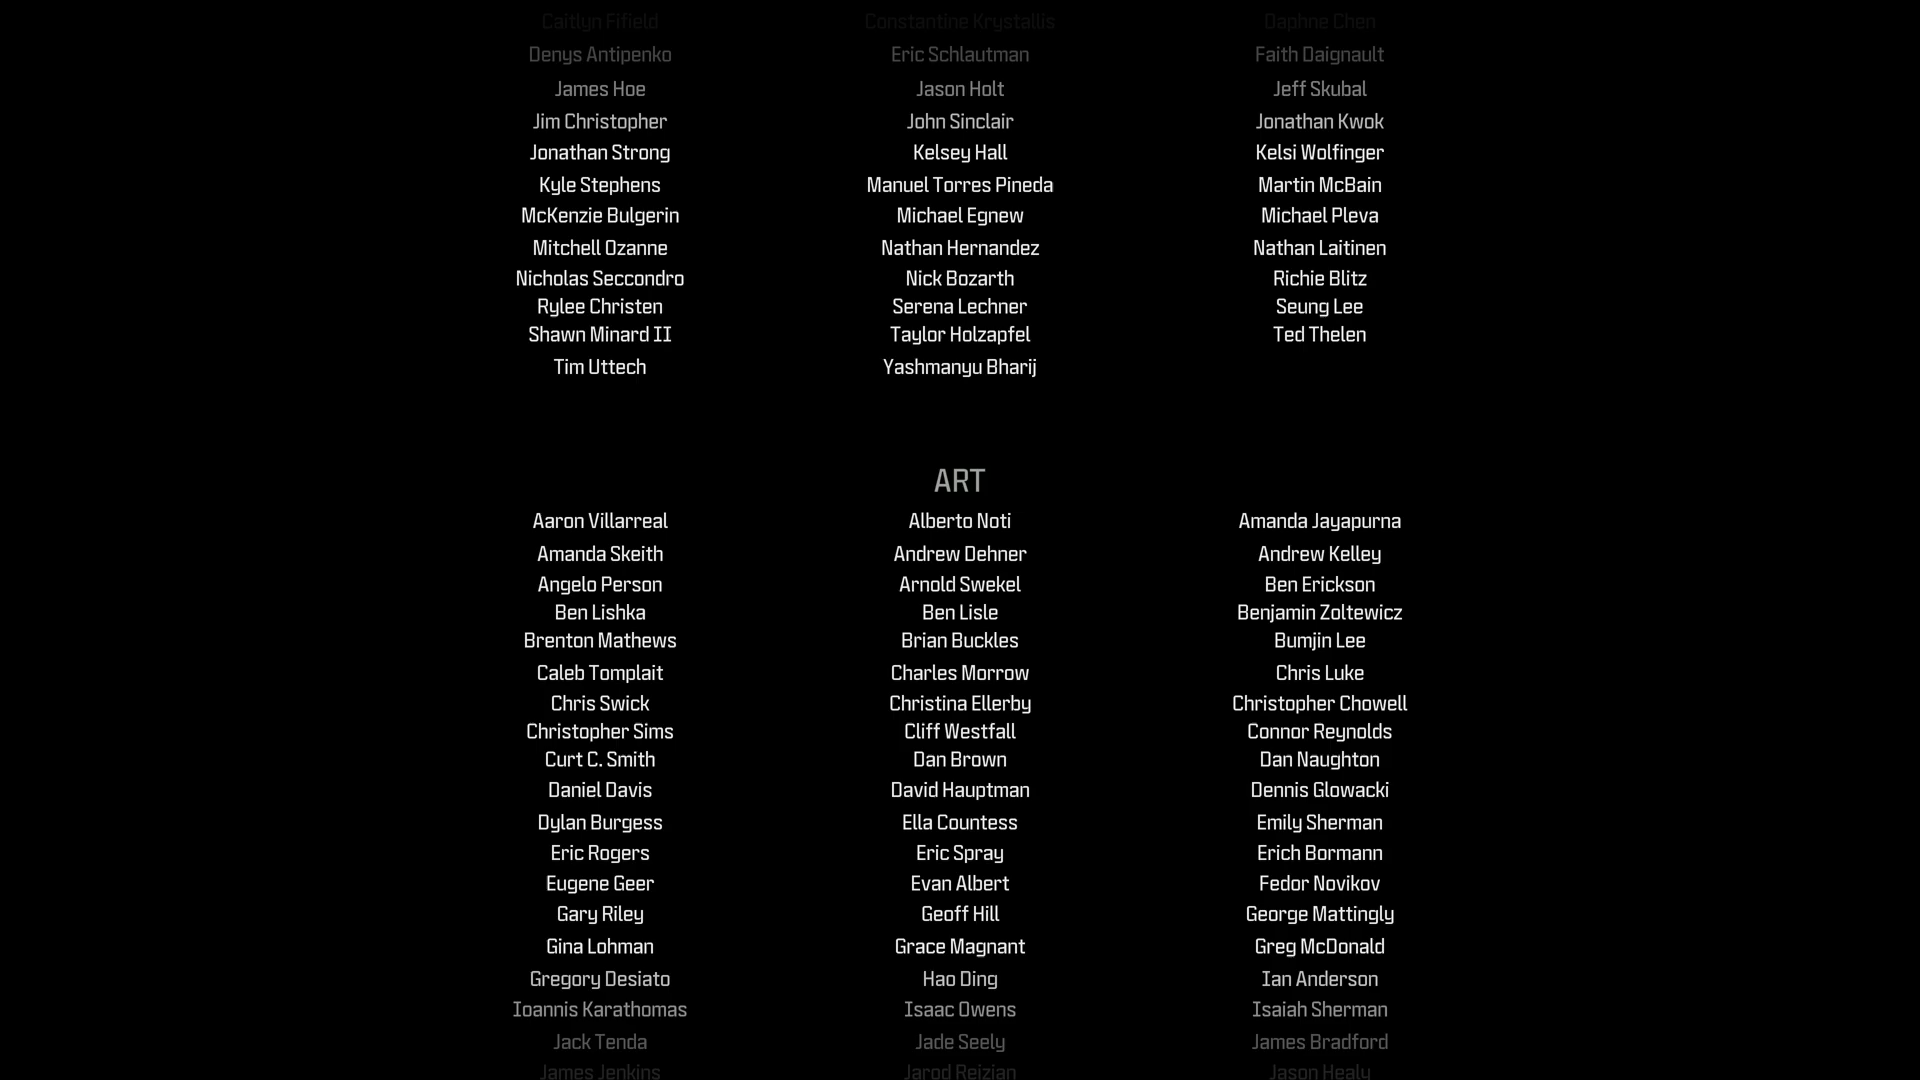 Caitlyn Fifield Constantine Krystallis Daphne Chen
Denys Antipenko Eric Schlautman Faith Daignault
James Hoe Jason Holt Jeff Skubal
Jim Christopher John Sinclair Jonathan Kwok
Jonathan Strong Kelsey Hall Kelsi Wolfinger
Kyle Stephens Manuel Torres Pineda Martin McBain
McKenzie Bulgerin Michael Egnew Michael Pleva
Mitchell Ozanne Nathan Hernandez Nathan Laitinen
Nicholas Seccondro Nick Bozarth Richie Blitz
Rylee Christen Serena Lechner Seung Lee
Shawn Minard II Taylor Holzapfel Ted Thelen
Tim Uttech Yashmanyu Bharij
ART
Aaron Villarreal Alberto Noti Amanda Jayapurna
Amanda Skeith Andrew Dehner Andrew Kelley
Angelo Person Arnold Swekel Ben Erickson
Ben Lishka Ben Lisle Benjamin Zoltewicz
Brenton Mathews Brian Buckles Bumjin Lee
Caleb Tomplait Charles Morrow Chris Luke
Chris Swick Christina Ellerby Christopher Chowell
Christopher Sims Cliff Westfall Connor Reynolds
Curt C. Smith Dan Brown Dan Naughton
Daniel Davis David Hauptman Dennis Glowacki
Dylan Burgess Ella Countess Emily Sherman
Eric Rogers Eric Spray Erich Bormann
Eugene Geer Evan Albert Fedor Novikov
Gary Riley Geoff Hill George Mattingly
Gina Lohman Grace Magnant Greg McDonald
Gregory Desiato Hao Ding Ian Anderson
Ioannis Karathomas Isaac Owens Isaiah Sherman
Jack Tenda Jade Seely James Bradford
James Jenkins Jarod Reizian Jason Healy